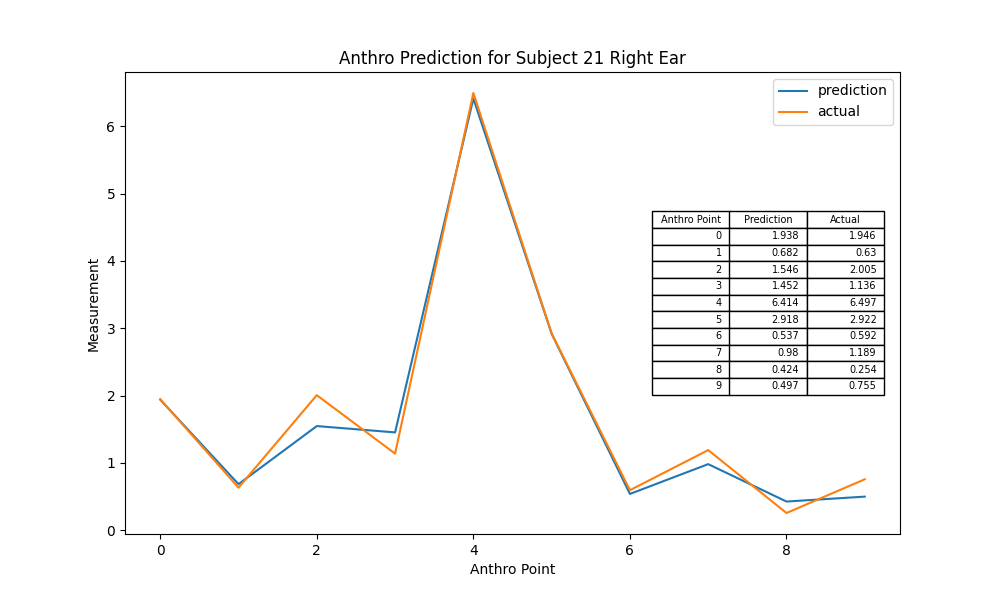 Anthro Prediction for Subject 21 Right Ear
prediction
actual
Measurement
6
5
4
3
2
1
0
Anthro Point Prediction Actual
0 1.938 1.946
1 0.682 0.63
2 1.546 2.005
3 1.452 1.136
4 6.414 6.497
5 2.918 2.922
6 0.537 0.592
7 0.98 1.189
8 0.424 0.254
9 0.497 0.755
0 2 4 6 8
Anthro Point